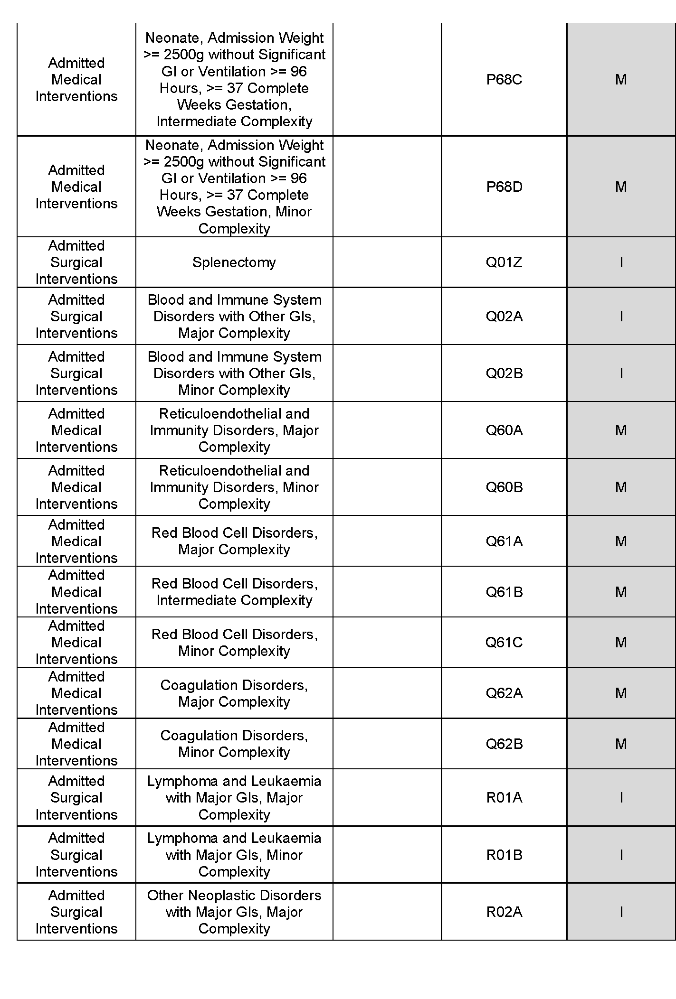 Admitted
Medical
Interventions
Neonate, Admission Weight
>= 2500g without Significant
GI or Ventilation >= 96
Hours, >= 37 Complete
Weeks Gestation,
Intermediate Complexity
P68C
M
Admitted
Medical
Interventions
Neonate, Admission Weight
>= 2500g without Significant
GI or Ventilation >= 96
Hours, >= 37 Complete
Weeks Gestation, Minor
Complexity
P68D
M
Admitted
Surgical
Interventions
Splenectomy
Q01Z
I
Admitted
Surgical
Interventions
Blood and Immune System
Disorders with Other GIs,
Major Complexity
Q02A
I
Admitted
Surgical
Interventions
Blood and Immune System
Disorders with Other GIs,
Minor Complexity
Q02B
I
Admitted
Medical
Interventions
Reticuloendothelial and
Immunity Disorders, Major
Complexity
Q60A
M
Admitted
Medical
Interventions
Reticuloendothelial and
Immunity Disorders, Minor
Complexity
Q60B
M
Admitted
Medical
Interventions
Red Blood Cell Disorders,
Major Complexity
Q61A
M
Admitted
Medical
Interventions
Red Blood Cell Disorders,
Intermediate Complexity
Q61B
M
Admitted
Medical
Interventions
Red Blood Cell Disorders,
Minor Complexity
Q61C
M
Admitted
Medical
Interventions
Coagulation Disorders,
Major Complexity
Q62A
M
Admitted
Medical
Interventions
Coagulation Disorders,
Minor Complexity
Q62B
M
Admitted
Surgical
Interventions
Lymphoma and Leukaemia
with Major GIs, Major
Complexity
R01A
I
Admitted
Surgical
Interventions
Lymphoma and Leukaemia
with Major GIs, Minor
Complexity
R01B
I
Admitted
Surgical
Interventions
Other Neoplastic Disorders
with Major GIs, Major
Complexity
R02A
I